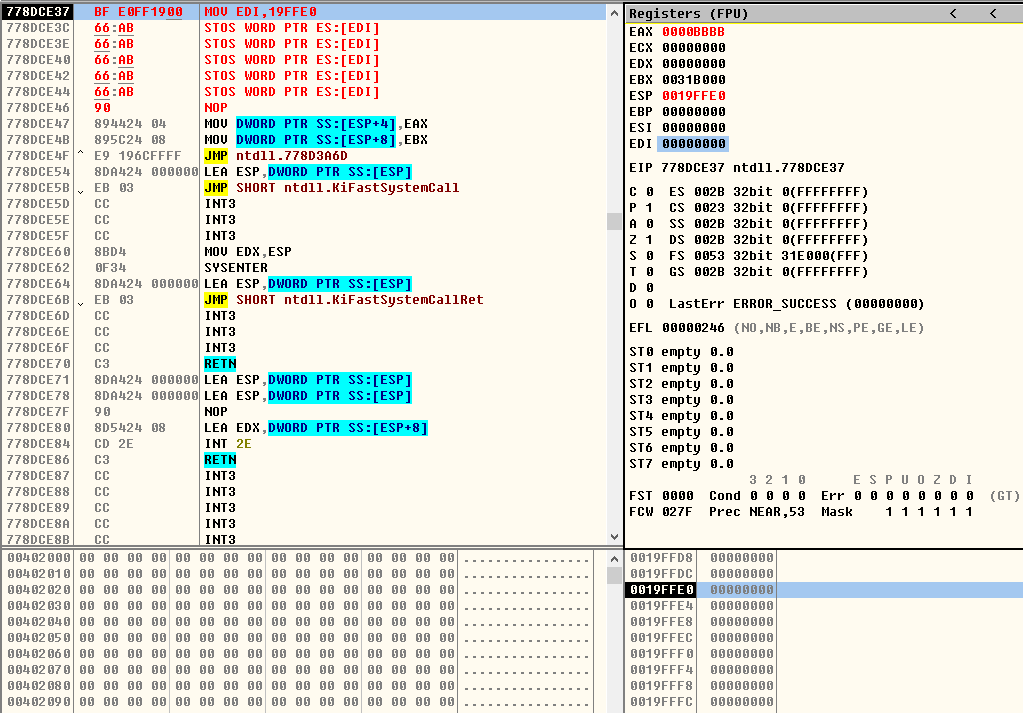 778DCE37 BF E0FF1900 MOV EDI,19FFE0
778DCE3C 66:AB STOS WORD PTR ES:[EDI]
778DCE3E 66:AB STOS WORD PTR ES:[EDI]
778DCE40 66:AB STOS WORD PTR ES:[EDI]
778DCE42 66:AB STOS WORD PTR ES:[EDI]
778DCE44 66:AB STOS WORD PTR ES:[EDI]
778DCE46 90 NOP
778DCE47 894424 04 MOV DWORD PTR SS:[ESP+4],EAX
778DCE4B 895C24 08 MOV DWORD PTR SS:[ESP+8],EBX
778DCE4F ^ E9 196CFFFF JMP ntdll.778D3A6D
778DCE54 8DA424 000000 LEA ESP,DWORD PTR SS:[ESP]
778DCE5B ⌄ EB 03 JMP SHORT ntdll.KiFastSystemCall
778DCE5D CC INT3
778DCE5E CC INT3
778DCE5F CC INT3
778DCE60 8BD4 MOV EDX,ESP
778DCE62 0F34 SYSENTER
778DCE64 8DA424 000000 LEA ESP,DWORD PTR SS:[ESP]
778DCE6B ⌄ EB 03 JMP SHORT ntdll.KiFastSystemCallRet
778DCE6D CC INT3
778DCE6E CC INT3
778DCE6F CC INT3
778DCE70 C3 RETN
778DCE71 8DA424 000000 LEA ESP,DWORD PTR SS:[ESP]
778DCE78 8DA424 000000 LEA ESP,DWORD PTR SS:[ESP]
778DCE7F 90 NOP
778DCE80 8D5424 08 LEA EDX,DWORD PTR SS:[ESP+8]
778DCE84 CD 2E INT 2E
778DCE86 C3 RETN
778DCE87 CC INT3
778DCE88 CC INT3
778DCE89 CC INT3
778DCE8A CC INT3
778DCE8B CC INT3
Registers (FPU) < <
EAX 0000BBBB
ECX 00000000
EDX 00000000
EBX 0031B000
ESP 0019FFE0
EBP 00000000
ESI 00000000
EDI 00000000
EIP 778DCE37 ntdll.778DCE37
C 0 ES 002B 32bit 0(FFFFFFFF)
P 1 CS 0023 32bit 0(FFFFFFFF)
A 0 SS 002B 32bit 0(FFFFFFFF)
Z 1 DS 002B 32bit 0(FFFFFFFF)
S 0 FS 0053 32bit 31E000(FFF)
T 0 GS 002B 32bit 0(FFFFFFFF)
D 0
O 0 LastErr ERROR_SUCCESS (00000000)
EFL 00000246 (NO,NB,E,BE,NS,PE,GE,LE)
ST0 empty 0.0
ST1 empty 0.0
ST2 empty 0.0
ST3 empty 0.0
ST4 empty 0.0
ST5 empty 0.0
ST6 empty 0.0
ST7 empty 0.0
3 2 1 0 E S P U O Z D I
FST 0000 Cond 0 0 0 0 Err 0 0 0 0 0 0 0 0 (GT)
FCW 027F Prec NEAR,53 Mask 1 1 1 1 1 1
00402000 00 00 00 00 00 00 00 00 00 00 00 00 00 00 00 00 ................
00402010 00 00 00 00 00 00 00 00 00 00 00 00 00 00 00 00 ................
00402020 00 00 00 00 00 00 00 00 00 00 00 00 00 00 00 00 ................
00402030 00 00 00 00 00 00 00 00 00 00 00 00 00 00 00 00 ................
00402040 00 00 00 00 00 00 00 00 00 00 00 00 00 00 00 00 ................
00402050 00 00 00 00 00 00 00 00 00 00 00 00 00 00 00 00 ................
00402060 00 00 00 00 00 00 00 00 00 00 00 00 00 00 00 00 ................
00402070 00 00 00 00 00 00 00 00 00 00 00 00 00 00 00 00 ................
00402080 00 00 00 00 00 00 00 00 00 00 00 00 00 00 00 00 ................
00402090 00 00 00 00 00 00 00 00 00 00 00 00 00 00 00 00 ................
0019FFD8 00000000
0019FFDC 00000000
0019FFE0 00000000
0019FFE4 00000000
0019FFE8 00000000
0019FFEC 00000000
0019FFF0 00000000
0019FFF4 00000000
0019FFF8 00000000
0019FFFC 00000000